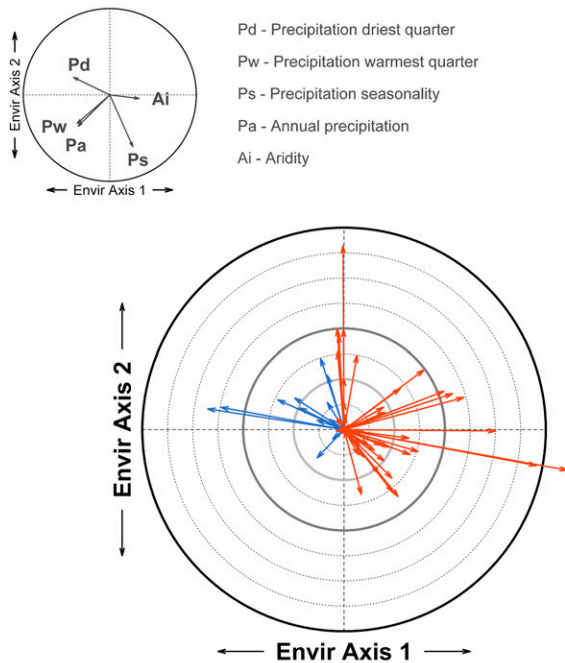 Envir Axis 2
Pd
Ai
Pw
Pa
Ps
Envir Axis 1
Pd - Precipitation driest quarter
Pw - Precipitation warmest quarter
Ps - Precipitation seasonality
Pa - Annual precipitation
Ai - Aridity
Envir Axis 2
Envir Axis 1